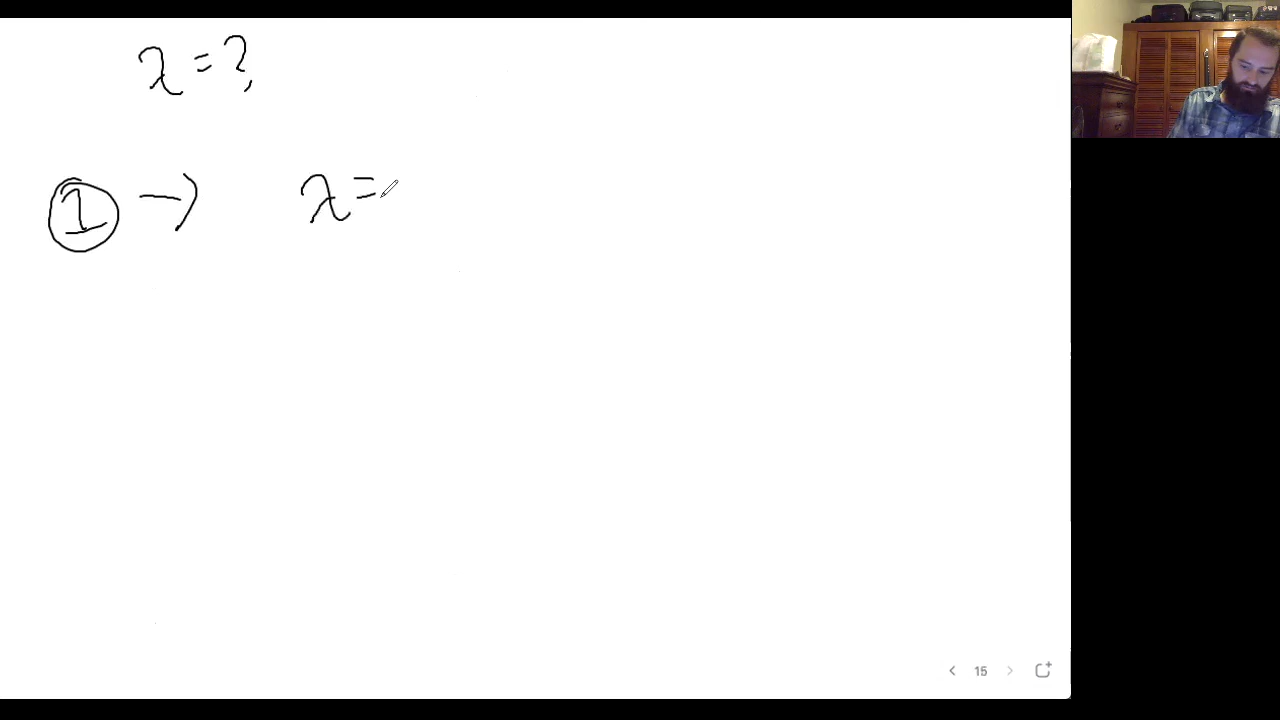 λ = ?
① → λ =
15